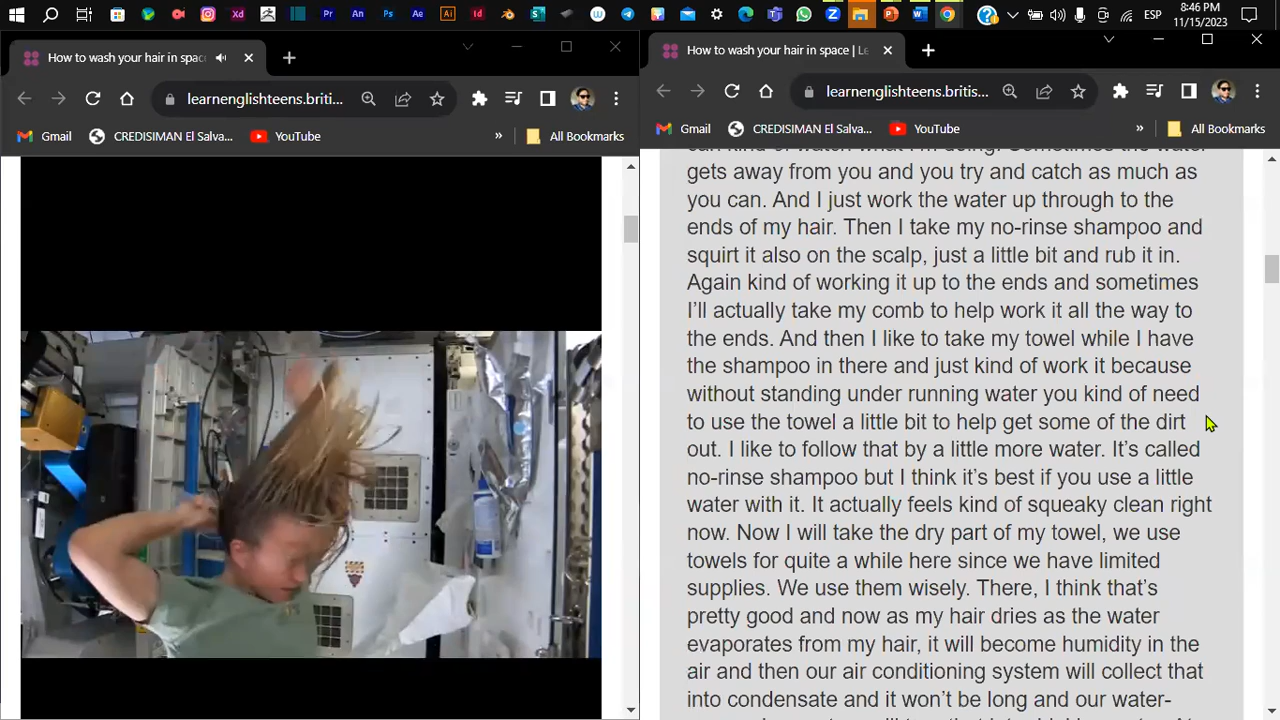 8:46 PM
ESP
11/15/2023
How to wash your hair in spac
learnenglishteens.briti...
Gmail
CREDISIMAN El Salva...
YouTube
»
All Bookmarks
How to wash your hair in space | Le
learnenglishteens.britis...
Gmail
CREDISIMAN El Salva...
YouTube
»
All Bookmarks
gets away from you and you try and catch as much as
you can. And I just work the water up through to the
ends of my hair. Then I take my no-rinse shampoo and
squirt it also on the scalp, just a little bit and rub it in.
Again kind of working it up to the ends and sometimes
I’ll actually take my comb to help work it all the way to
the ends. And then I like to take my towel while I have
the shampoo in there and just kind of work it because
without standing under running water you kind of need
to use the towel a little bit to help get some of the dirt
out. I like to follow that by a little more water. It’s called
no-rinse shampoo but I think it’s best if you use a little
water with it. It actually feels kind of squeaky clean right
now. Now I will take the dry part of my towel, we use
towels for quite a while here since we have limited
supplies. We use them wisely. There, I think that’s
pretty good and now as my hair dries as the water
evaporates from my hair, it will become humidity in the
air and then our air conditioning system will collect that
into condensate and it won’t be long and our water-